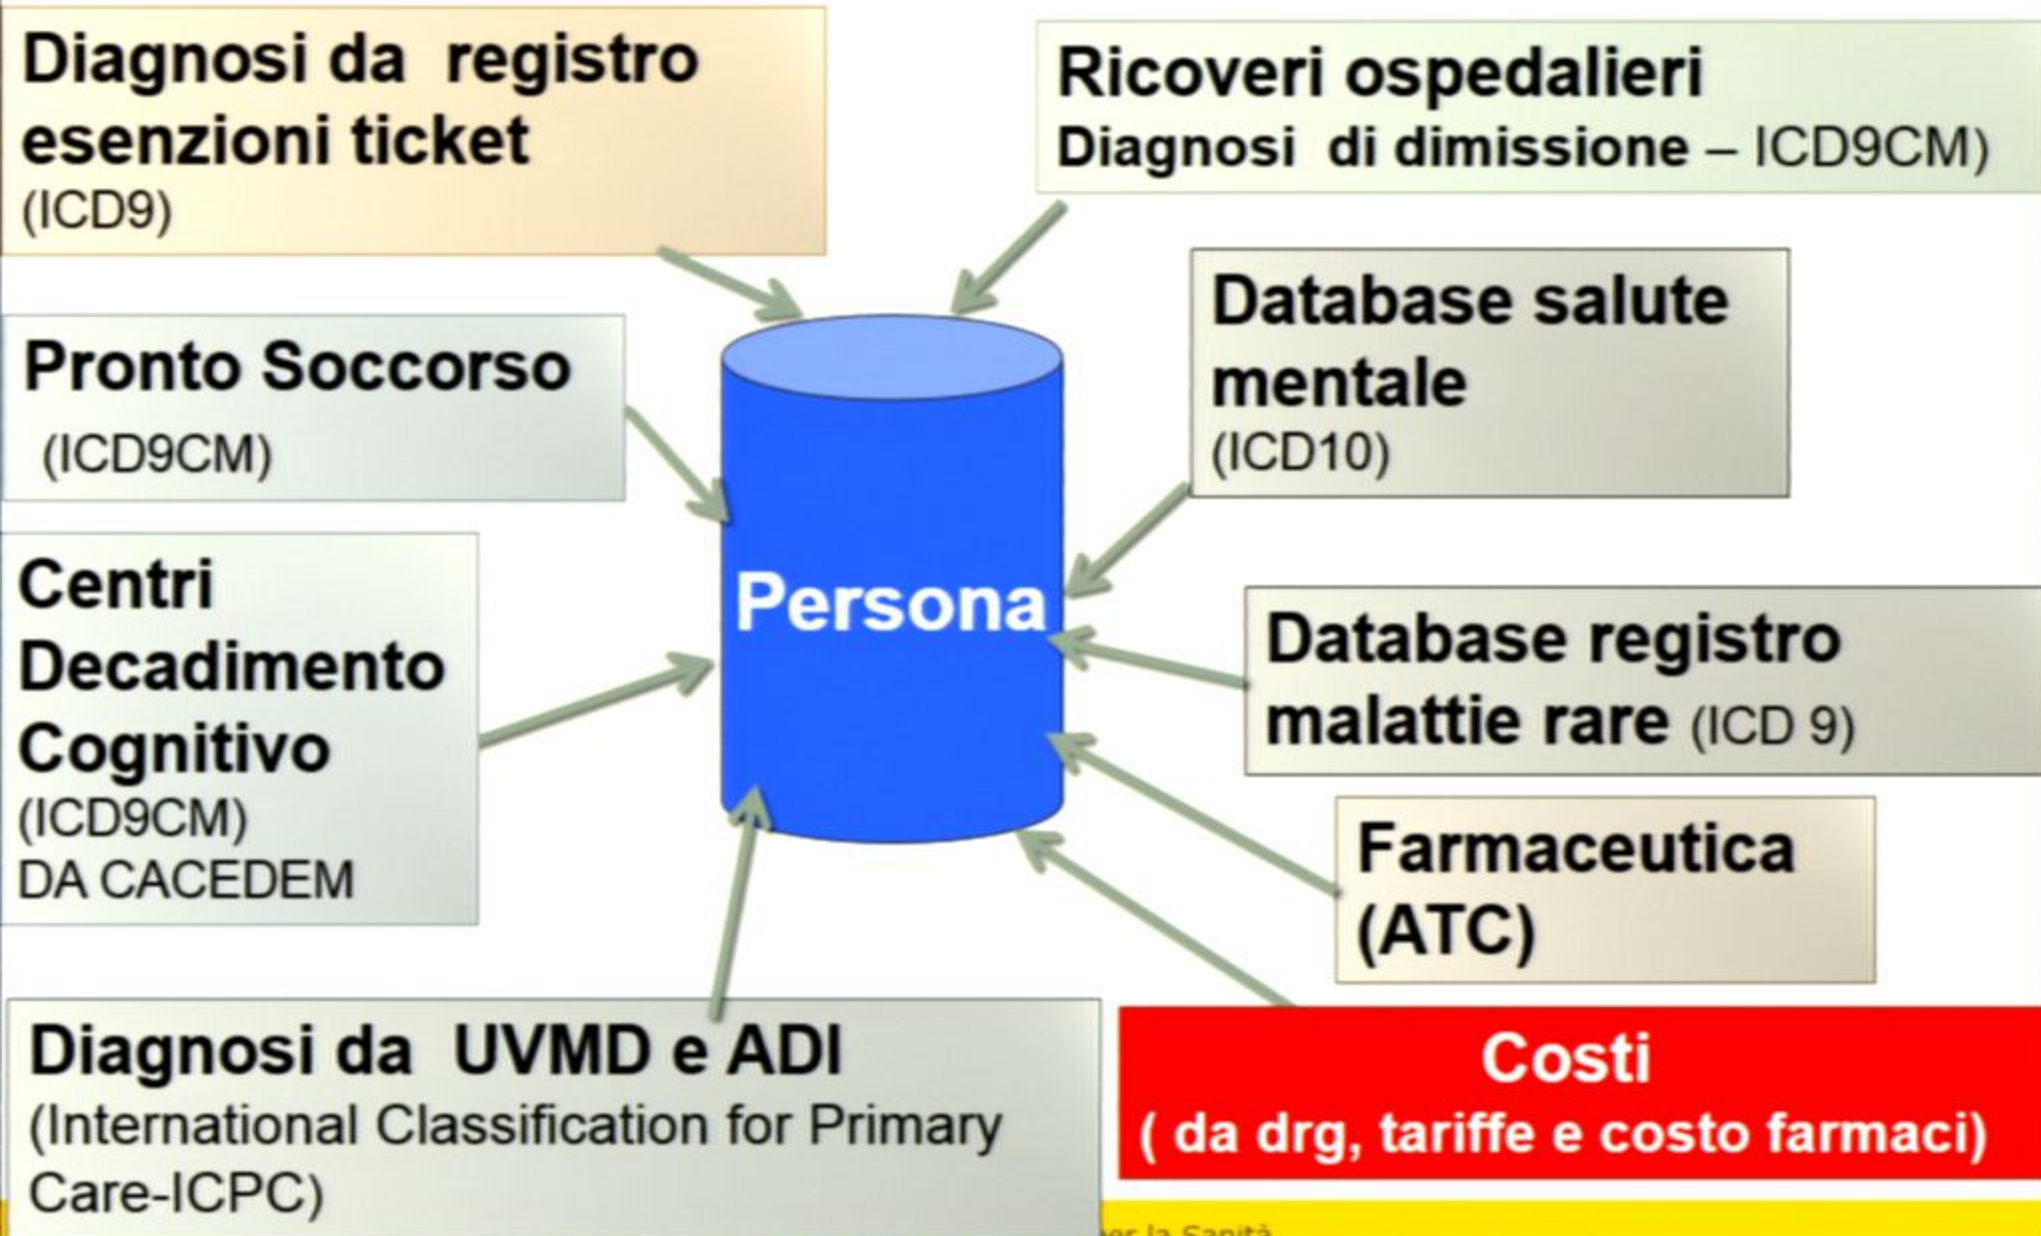 Diagnosi da registro
esenzioni ticket
(ICD9)
Ricoveri ospedalieri
Diagnosi di dimissione – ICD9CM)
Pronto Soccorso
(ICD9CM)
Database salute
mentale
(ICD10)
Centri
Decadimento
Cognitivo
(ICD9CM)
DA CACEDEM
Persona
Database registro
malattie rare (ICD 9)
Farmaceutica
(ATC)
Diagnosi da UVMD e ADI
(International Classification for Primary
Care-ICPC)
Costi
( da drg, tariffe e costo farmaci)
la Sanità